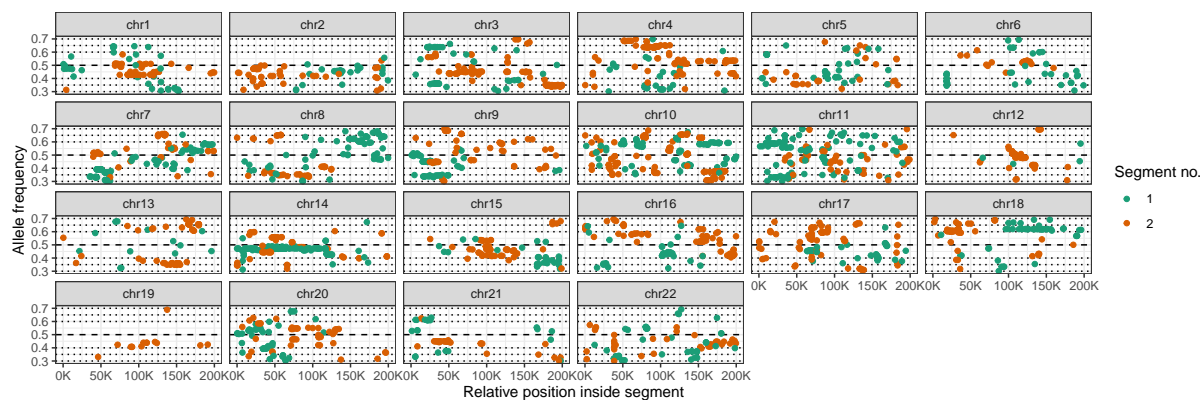 chr1 chr2 chr3 chr4 chr5 chr6
0.7
0.6
0.5
0.4
0.3
chr7 chr8 chr9 chr10 chr11 chr12
0.7
0.6
0.5
0.4
0.3
chr13 chr14 chr15 chr16 chr17 chr18
0.7
0.6
0.5
0.4
0.3
0K 50K 100K 150K 200K 0K 50K 100K 150K 200K
chr19 chr20 chr21 chr22
0.7
0.6
0.5
0.4
0.3
0K 50K 100K 150K 200K 0K 50K 100K 150K 200K 0K 50K 100K 150K 200K 0K 50K 100K 150K 200K
Relative position inside segment
Allele frequency
Segment no.
1
2